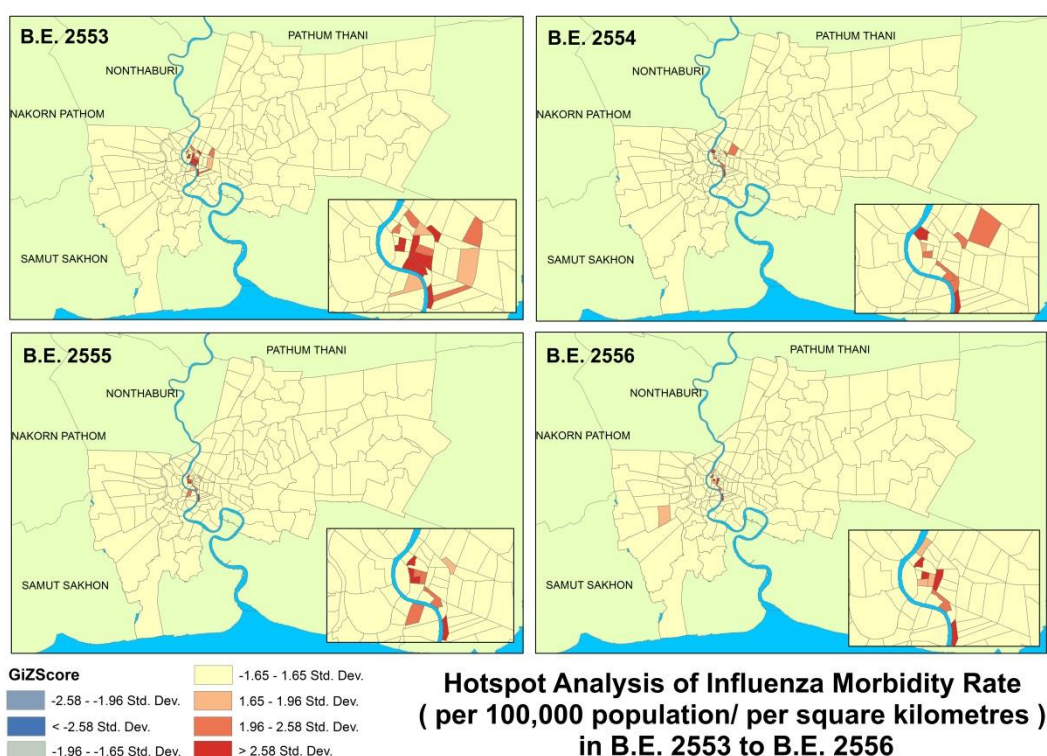 B.E. 2553
PATHUM THANI
NONTHABURI
NAKORN PATHOM
SAMUT SAKHON
B.E. 2554
PATHUM THANI
NONTHABURI
NAKORN PATHOM
SAMUT SAKHON
B.E. 2555
PATHUM THANI
NONTHABURI
NAKORN PATHOM
SAMUT SAKHON
B.E. 2556
PATHUM THANI
NONTHABURI
NAKORN PATHOM
SAMUT SAKHON
GiZScore
-2.58 - -1.96 Std. Dev.
< -2.58 Std. Dev.
-1.96 - -1.65 Std. Dev.
-1.65 - 1.65 Std. Dev.
1.65 - 1.96 Std. Dev.
1.96 - 2.58 Std. Dev.
> 2.58 Std. Dev.
Hotspot Analysis of Influenza Morbidity Rate
( per 100,000 population/ per square kilometres )
in B.E. 2553 to B.E. 2556